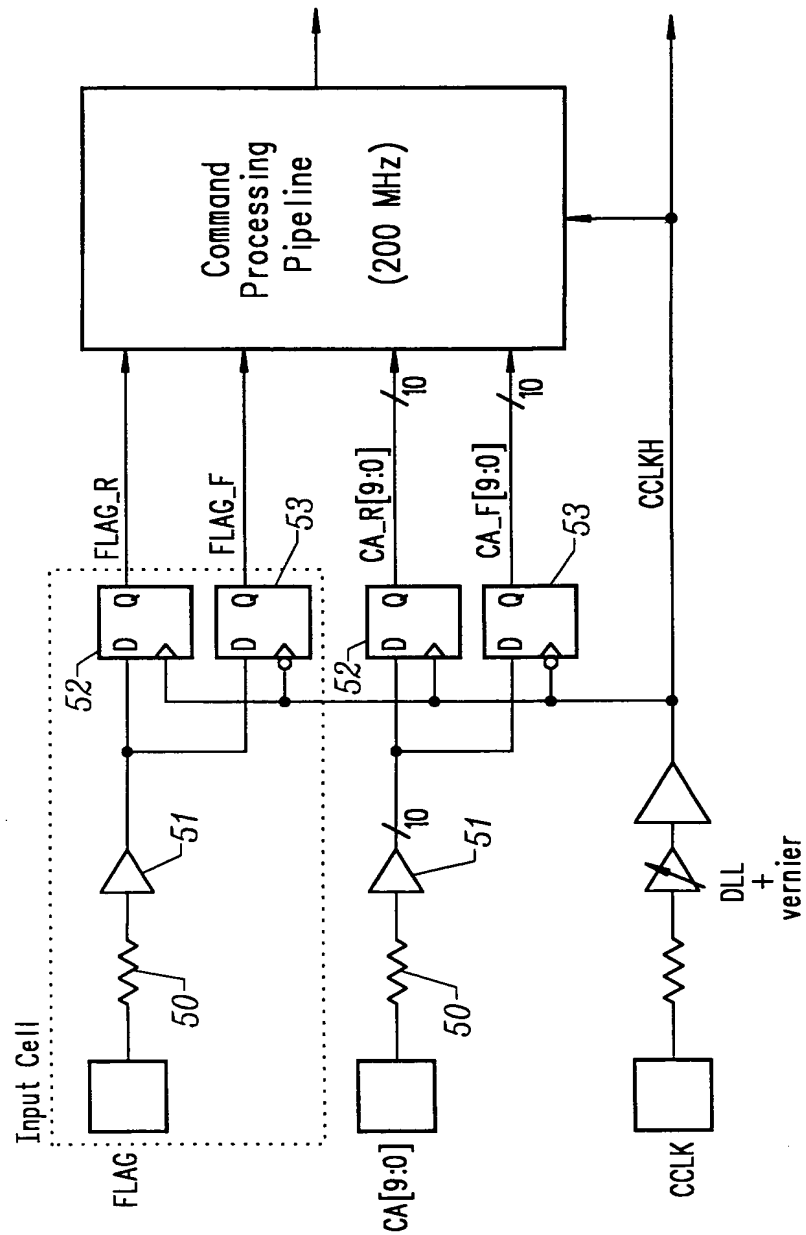 Input Cell
FLAG
50
51
52
D Q
FLAG_R
D Q
53
FLAG_F
CA[9:0]
50
51
10
52
D Q
CA_R[9:0]
10
D Q
53
CA_F[9:0]
10
CCLK
DLL
+
vernier
CCLKH
Command
Processing
Pipeline
(200 MHz)